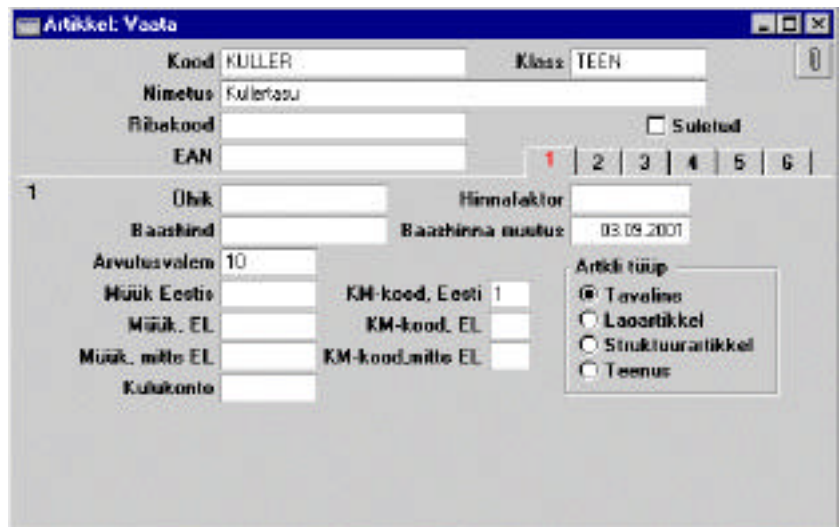 Artikkel: Vaata
Kood KULLER Klass TEEN
Nimetus Kullertasu
Ribakood Suletud
EAN 1 2 3 4 5 6
1 Ühik Hinnafaktor
Baashind Baashinna muutus 03.09.2001
Arvutusvalem 10 Artikli tüüp
Müük Eestis KM-kood, Eesti 1 Tavaline
Müük. EL KM-kood. EL Laoartikkel
Müük. mitte EL KM-kood.mitte EL Struktuurartikkel
Kulukonto Teenus